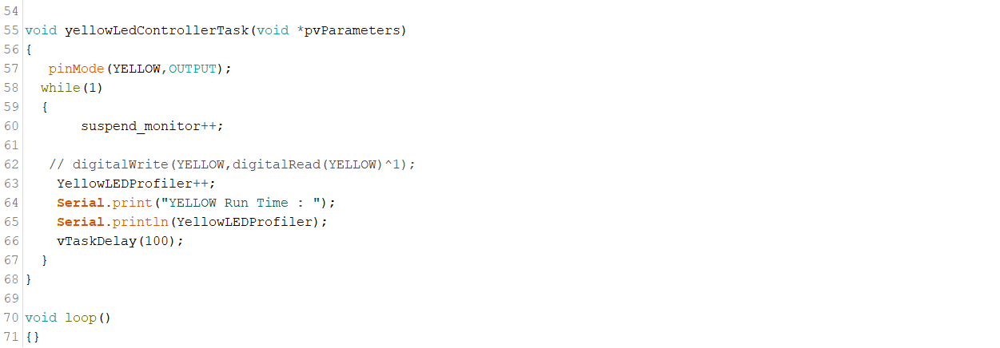 54
55 void yellowLedControllerTask(void *pvParameters)
56 {
57    pinMode(YELLOW,OUTPUT);
58   while(1)
59   {
60        suspend_monitor++;
61
62    // digitalWrite(YELLOW,digitalRead(YELLOW)^1);
63     YellowLEDProfiler++;
64     Serial.print("YELLOW Run Time : ");
65     Serial.println(YellowLEDProfiler);
66     vTaskDelay(100);
67   }
68 }
69
70 void loop()
71 {}